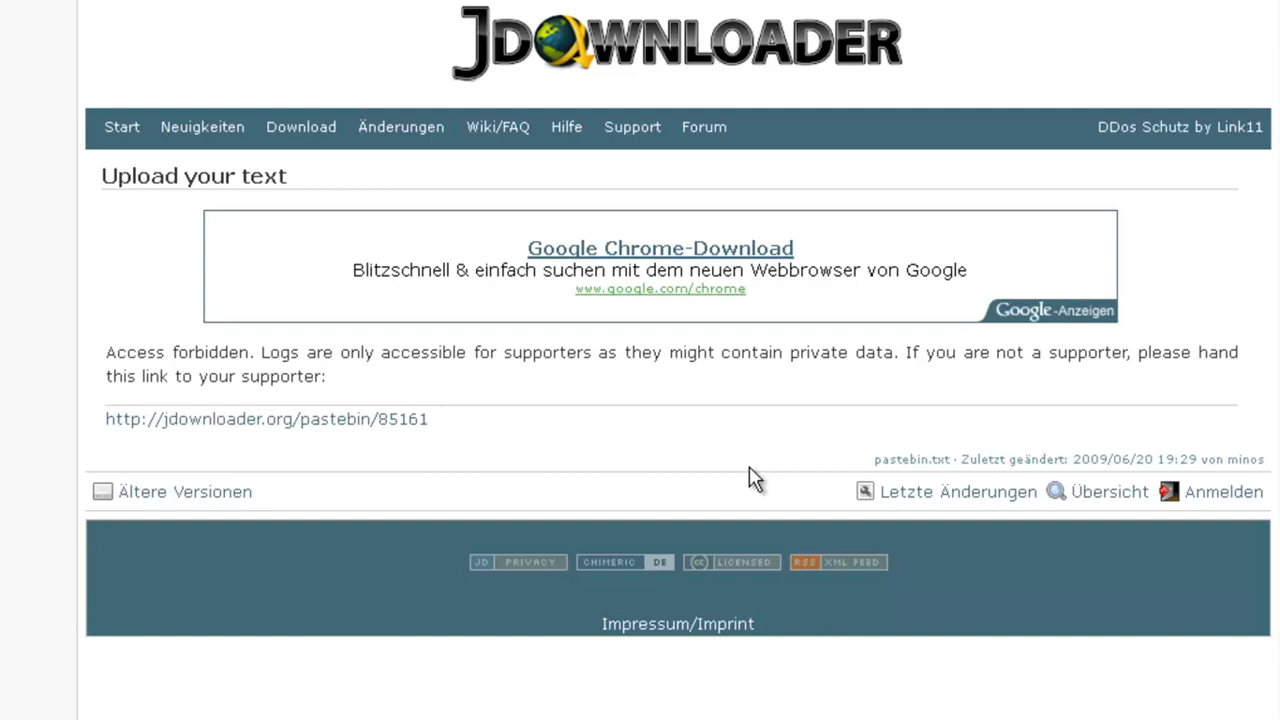 JDOWNLOADER
Start Neuigkeiten Download Änderungen Wiki/FAQ Hilfe Support Forum DDos Schutz by Link11
Upload your text
Google Chrome-Download
Blitzschnell & einfach suchen mit dem neuen Webbrowser von Google
www.google.com/chrome
Google-Anzeigen
Access forbidden. Logs are only accessible for supporters as they might contain private data. If you are not a supporter, please hand
this link to your supporter:
http://jdownloader.org/pastebin/85161
pastebin.txt · Zuletzt geändert: 2009/06/20 19:29 von minos
Ältere Versionen Letzte Änderungen Übersicht Anmelden
JD PRIVACY CHIMERIC DE cc LICENSED RSS XML FEED
Impressum/Imprint